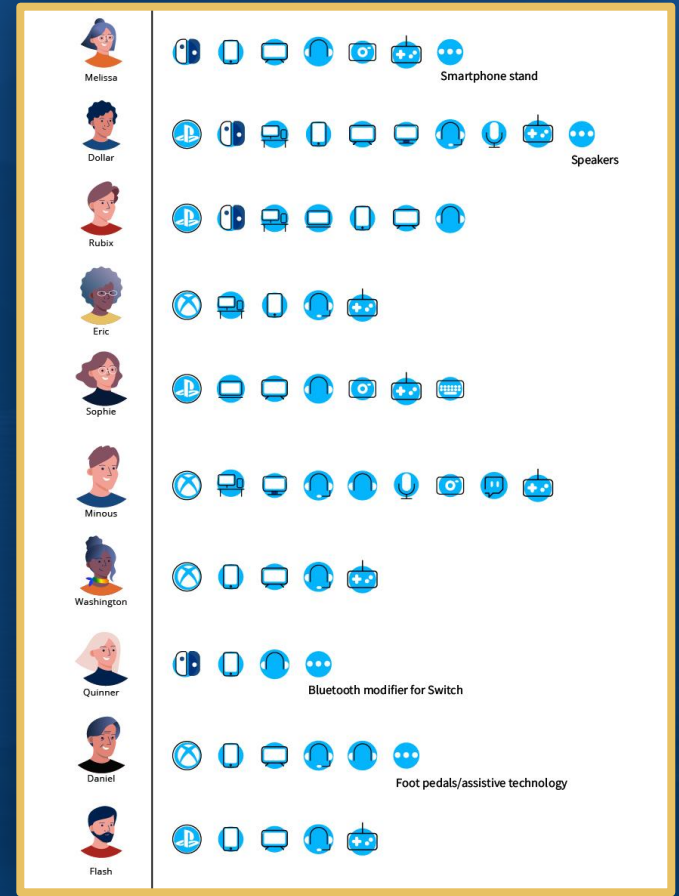 Melissa
Smartphone stand
Dollar
Speakers
Rubix
Eric
Sophie
Minous
Washington
Quinner
Bluetooth modifier for Switch
Daniel
Foot pedals/assistive technology
Flash